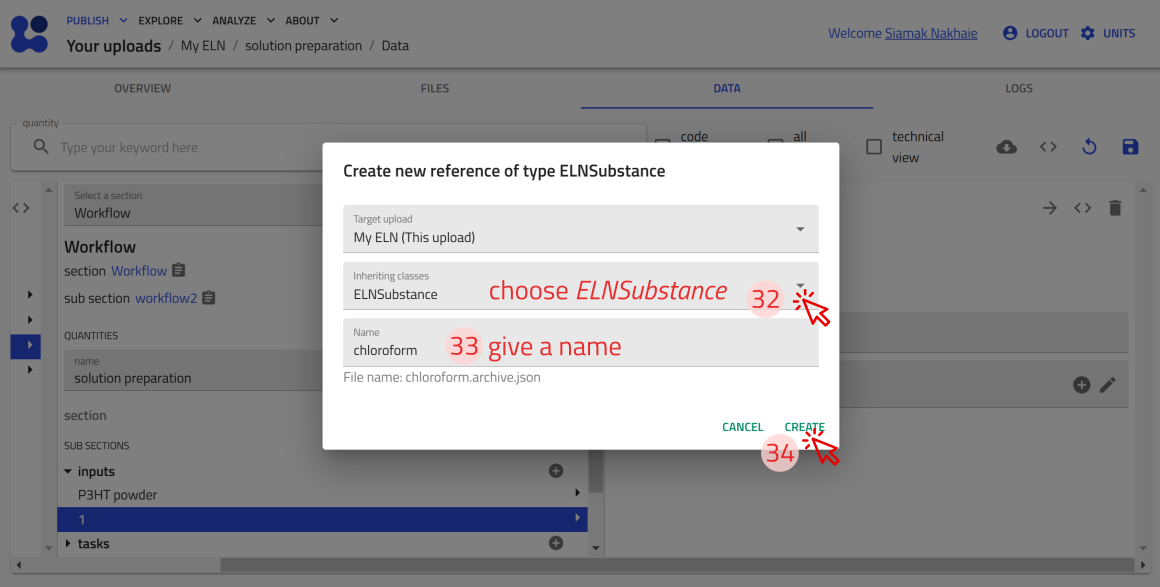 PUBLISH EXPLORE ANALYZE ABOUT
Your uploads / My ELN / solution preparation / Data
Welcome Siamak Nakhaie LOGOUT UNITS
OVERVIEW FILES DATA LOGS
quantity
Type your keyword here
code all technical view
Select a section
Workflow
Workflow
section Workflow
sub section workflow2
QUANTITIES
name
solution preparation
section
SUB SECTIONS
inputs
P3HT powder
1
tasks
Create new reference of type ELNSubstance
Target upload
My ELN (This upload)
Inheriting classes
ELNSubstance choose ELNSubstance 32
Name
chloroform 33 give a name
File name: chloroform.archive.json
CANCEL CREATE
34